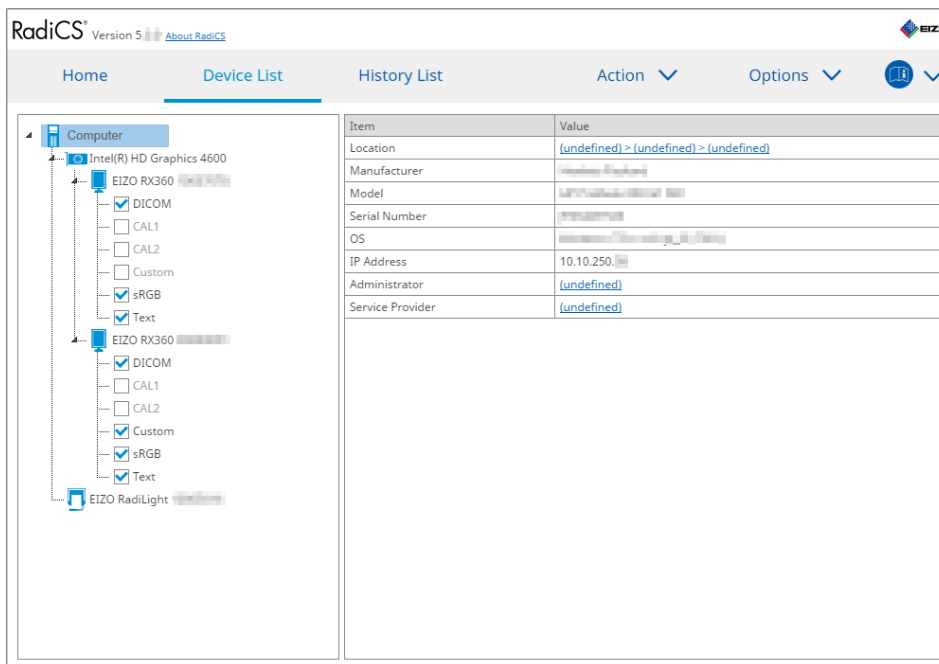 RadiCS® Version 5. About RadiCS
EIZ
Home Device List History List Action Options
Computer
Intel(R) HD Graphics 4600
EIZO RX360
DICOM
CAL1
CAL2
Custom
sRGB
Text
EIZO RX360
DICOM
CAL1
CAL2
Custom
sRGB
Text
EIZO RadiLight
Item Value
Location (undefined) > (undefined) > (undefined)
Manufacturer
Model
Serial Number
OS
IP Address 10.10.250.
Administrator (undefined)
Service Provider (undefined)